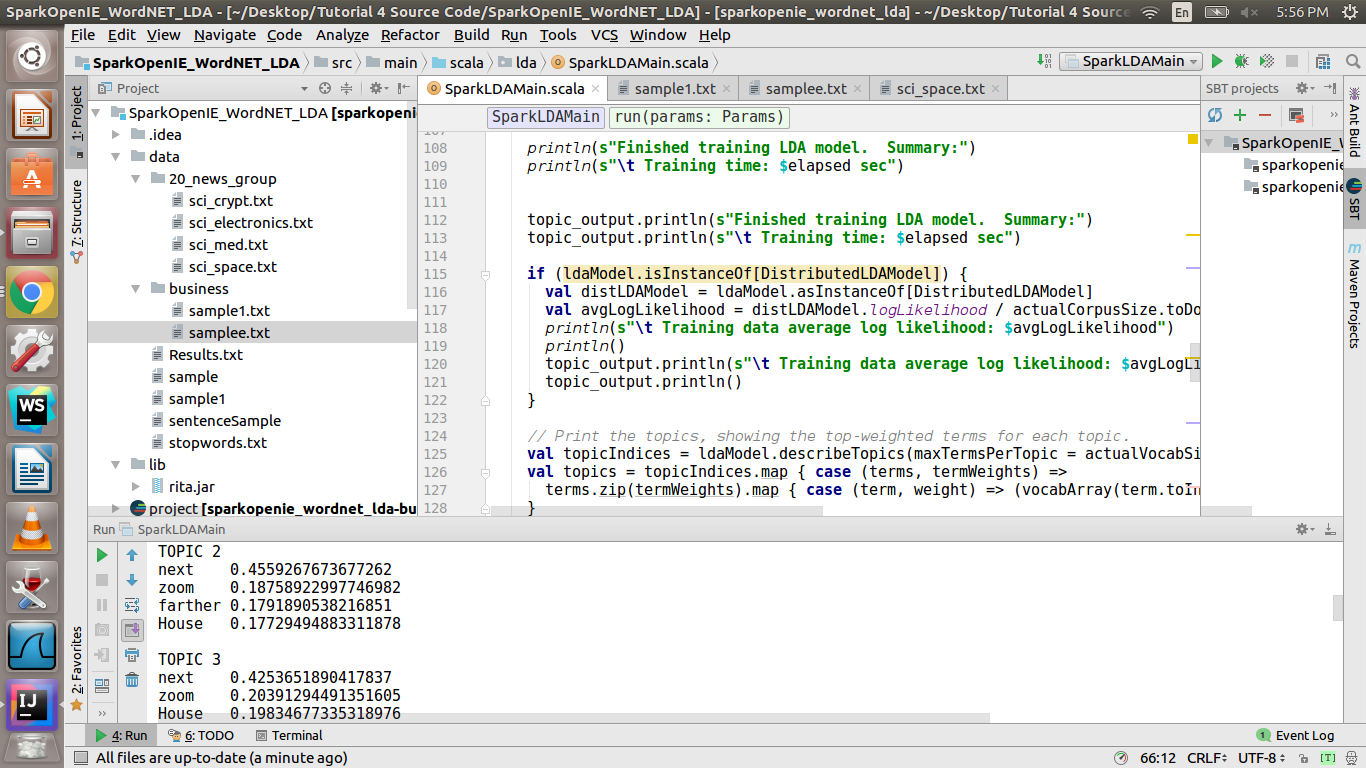 SparkOpenIE_WordNET_LDA - [~/Desktop/Tutorial 4 Source Code/SparkOpenIE_WordNET_LDA] - [sparkopenie_wordnet_lda] - ~/Desktop/Tutorial 4 Source
En
5:56 PM
File Edit View Navigate Code Analyze Refactor Build Run Tools VCS Window Help
SparkOpenIE_WordNET_LDA src main scala lda SparkLDAMain.scala
SparkLDAMain
Project
SparkLDAMain.scala sample1.txt samplee.txt sci_space.txt
SBT projects
1: Project
7: Structure
2: Favorites
SparkOpenIE_WordNET_LDA [sparkopenie
.idea
data
20_news_group
sci_crypt.txt
sci_electronics.txt
sci_med.txt
sci_space.txt
business
sample1.txt
samplee.txt
Results.txt
sample
sample1
sentenceSample
stopwords.txt
lib
rita.jar
project [sparkopenie_wordnet_lda-bu
SparkLDAMain run(params: Params)
107
108 println(s"Finished training LDA model.  Summary:")
109 println(s"\t Training time: $elapsed sec")
110
111
112 topic_output.println(s"Finished training LDA model.  Summary:")
113 topic_output.println(s"\t Training time: $elapsed sec")
114
115 if (ldaModel.isInstanceOf[DistributedLDAModel]) {
116 val distLDAModel = ldaModel.asInstanceOf[DistributedLDAModel]
117 val avgLogLikelihood = distLDAModel.logLikelihood / actualCorpusSize.toDo
118 println(s"\t Training data average log likelihood: $avgLogLikelihood")
119 println()
120 topic_output.println(s"\t Training data average log likelihood: $avgLogLi
121 topic_output.println()
122 }
123
124 // Print the topics, showing the top-weighted terms for each topic.
125 val topicIndices = ldaModel.describeTopics(maxTermsPerTopic = actualVocabSi
126 val topics = topicIndices.map { case (terms, termWeights) =>
127 terms.zip(termWeights).map { case (term, weight) => (vocabArray(term.toIn
128 }
SparkOpenIE_W
sparkopenie
sparkopenie
Ant Build
SBT
Maven Projects
Run SparkLDAMain
TOPIC 2
next 0.4559267673677262
zoom 0.18758922997746982
farther 0.1791890538216851
House 0.17729494883311878
TOPIC 3
next 0.4253651890417837
zoom 0.20391294491351605
House 0.19834677335318976
4: Run 6: TODO Terminal
1 Event Log
All files are up-to-date (a minute ago)
66:12 CRLF UTF-8 [T]
WS
IJ